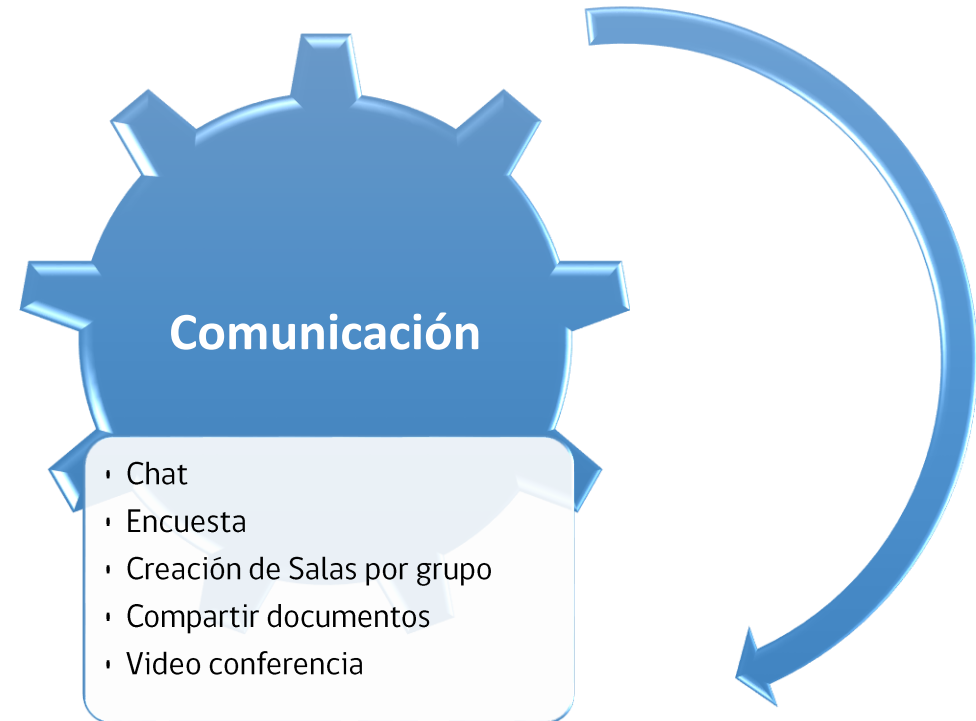 Comunicación
• Chat
• Encuesta
• Creación de Salas por grupo
• Compartir documentos
• Video conferencia